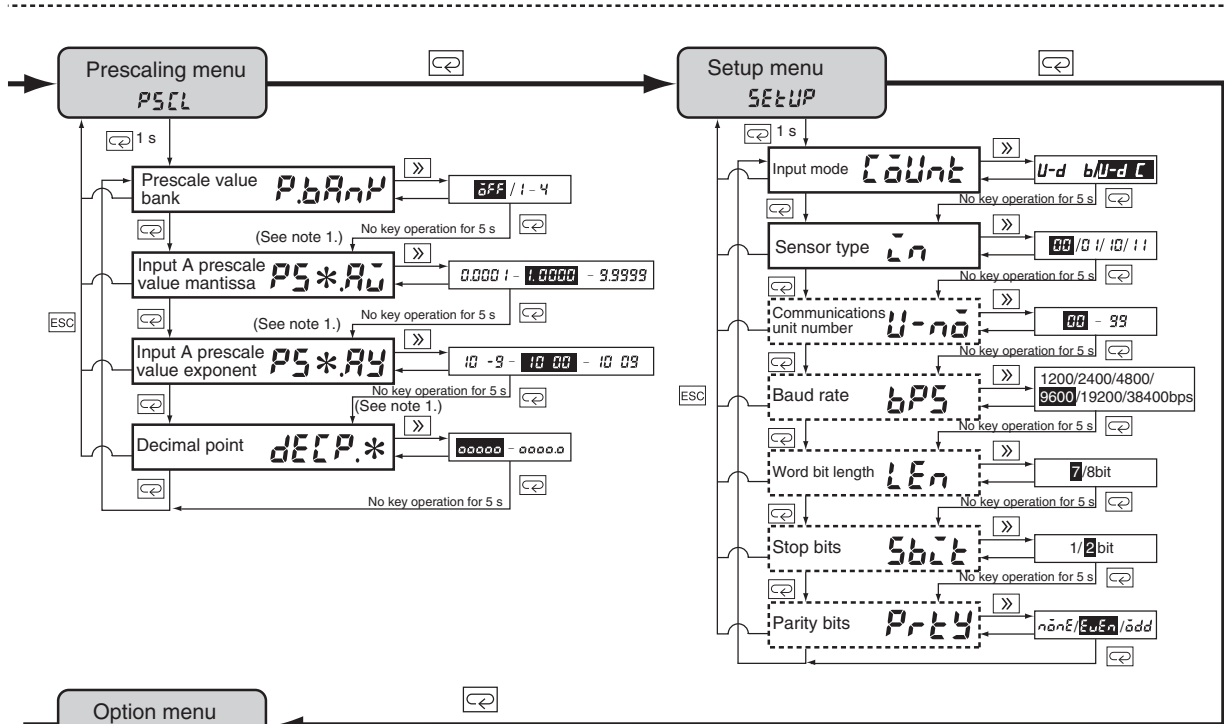 Prescaling menu
PSCL
1 s
Prescale value
bank
P.bAnK
OFF / 1 - 4
No key operation for 5 s
(See note 1.)
Input A prescale
value mantissa
PS*.AX
0.0001 - 1.0000 - 9.9999
No key operation for 5 s
(See note 1.)
Input A prescale
value exponent
PS*.AY
10 -9 - 10 00 - 10 09
No key operation for 5 s
(See note 1.)
Decimal point
dECP.*
ooooo - oooo.o
No key operation for 5 s
ESC
Setup menu
SEtUP
1 s
Input mode
CoUnt
U-d b/U-d C
No key operation for 5 s
Sensor type
in
00/01/10/11
No key operation for 5 s
Communications
unit number
U-no
00 - 99
No key operation for 5 s
Baud rate
bPS
1200/2400/4800/
9600/19200/38400bps
No key operation for 5 s
Word bit length
LEn
7/8bit
No key operation for 5 s
Stop bits
Sbit
1/2bit
No key operation for 5 s
Parity bits
PrtY
nonE/EvEn/odd
ESC
Option menu